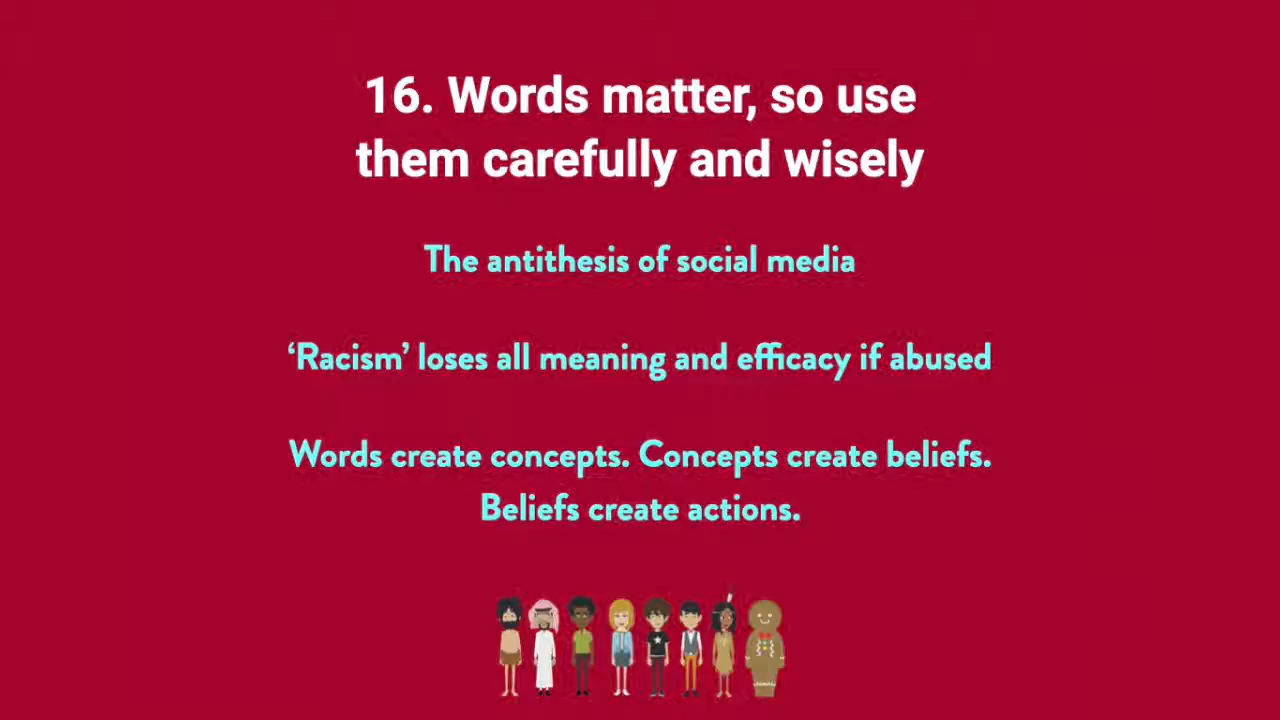 16. Words matter, so use
them carefully and wisely
The antithesis of social media
‘Racism’ loses all meaning and efficacy if abused
Words create concepts. Concepts create beliefs.
Beliefs create actions.